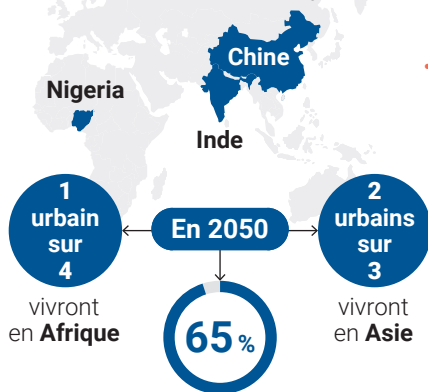 Chine
Nigeria
Inde
1
urbain
sur
4
En 2050
2
urbains
sur
3
vivront
en Afrique
65 %
vivront
en Asie